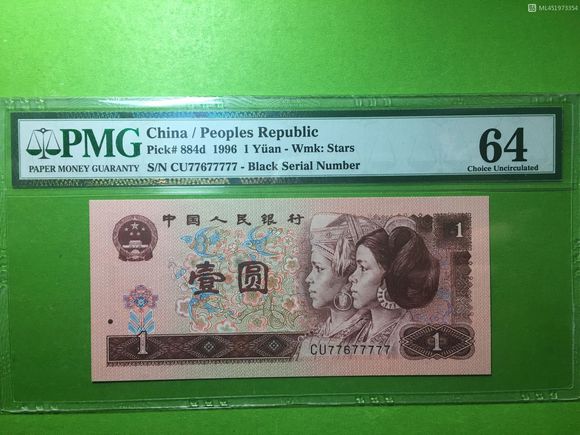 ML451973354
PMG
PAPER MONEY GUARANTY
China / Peoples Republic
Pick# 884d 1996 1 Yüan - Wmk: Stars
S/N CU77677777 - Black Serial Number
64
Choice Uncirculated
中国人民银行
1
壹圆
CU77677777
1
1